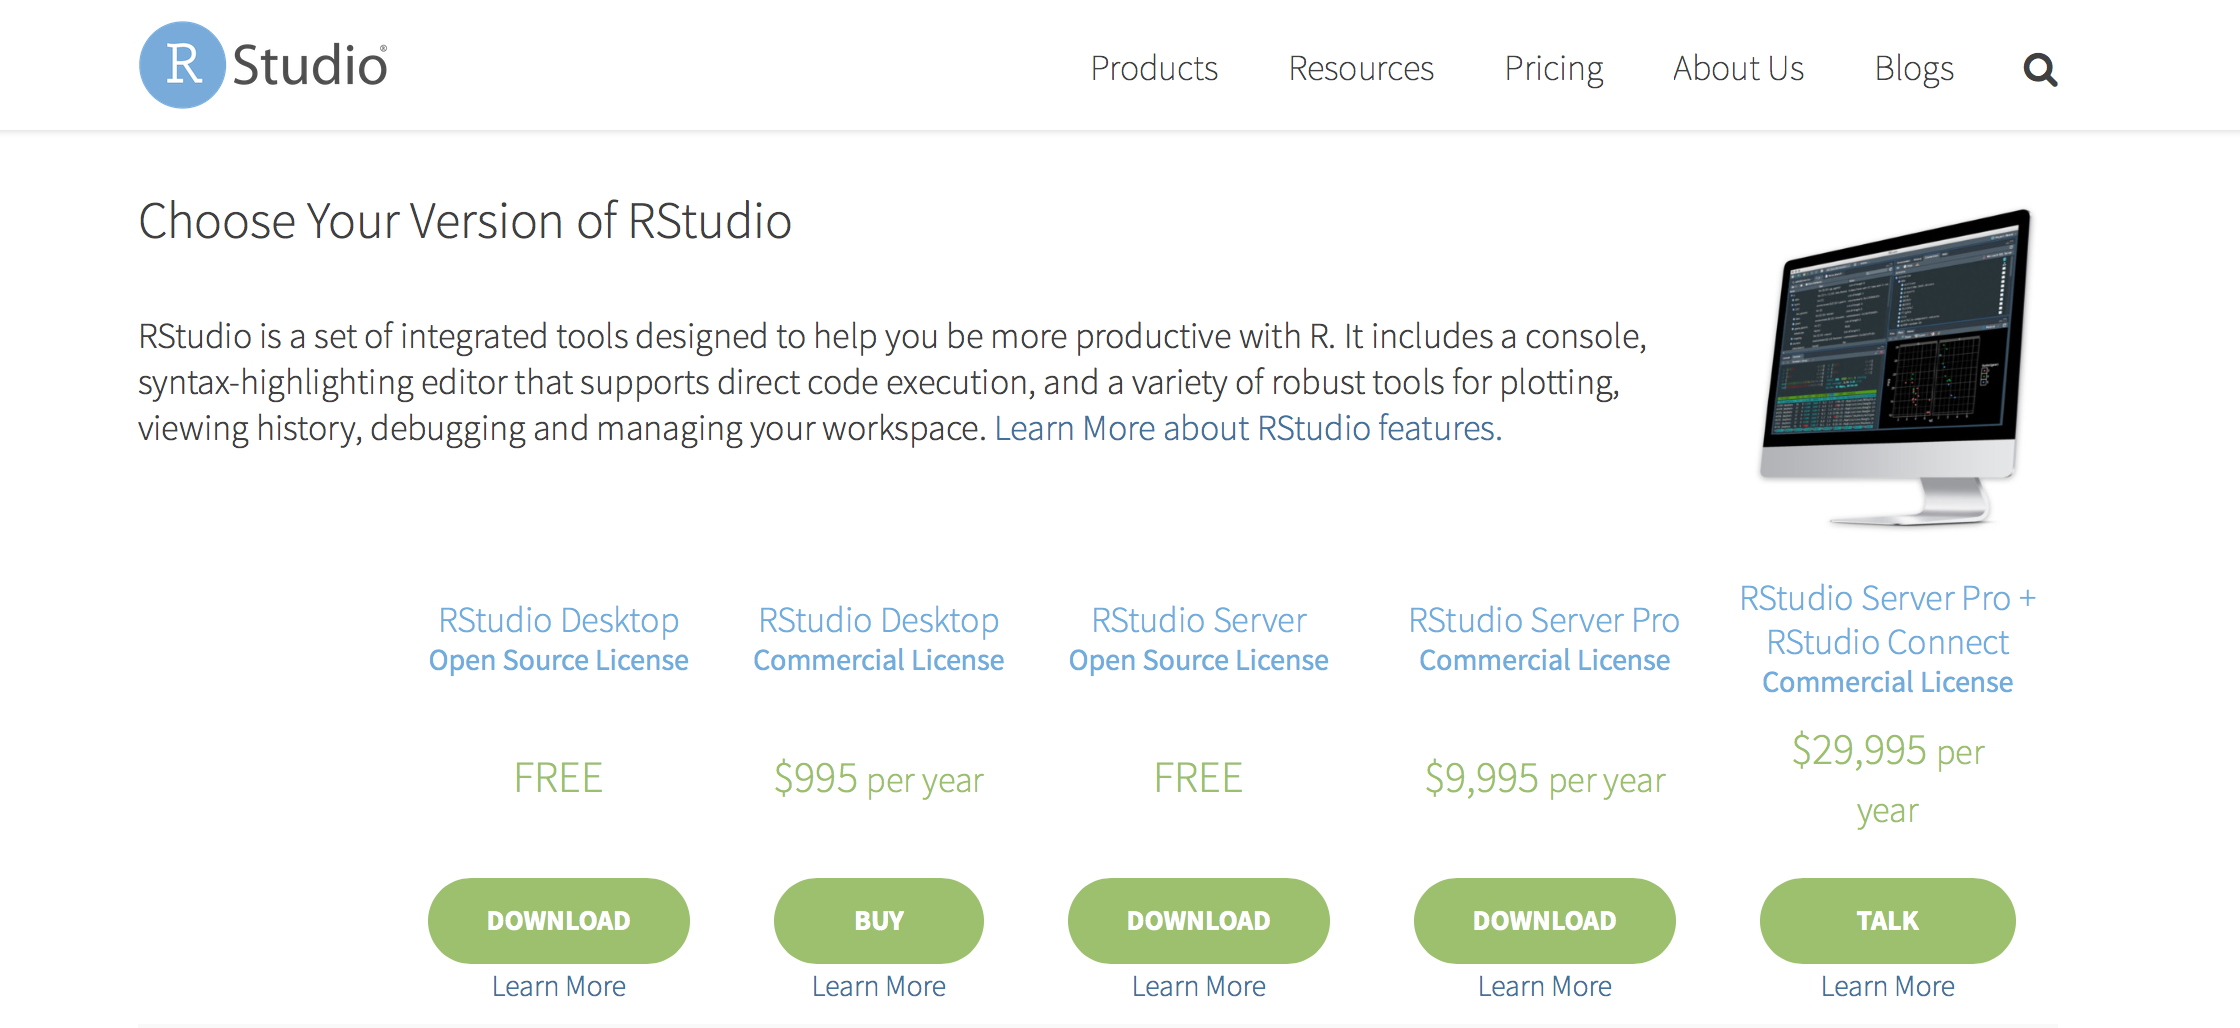 R Studio®
Products Resources Pricing About Us Blogs
Choose Your Version of RStudio
RStudio is a set of integrated tools designed to help you be more productive with R. It includes a console,
syntax-highlighting editor that supports direct code execution, and a variety of robust tools for plotting,
viewing history, debugging and managing your workspace. Learn More about RStudio features.
RStudio Desktop
Open Source License
FREE
DOWNLOAD
Learn More
RStudio Desktop
Commercial License
$995 per year
BUY
Learn More
RStudio Server
Open Source License
FREE
DOWNLOAD
Learn More
RStudio Server Pro
Commercial License
$9,995 per year
DOWNLOAD
Learn More
RStudio Server Pro +
RStudio Connect
Commercial License
$29,995 per
year
TALK
Learn More